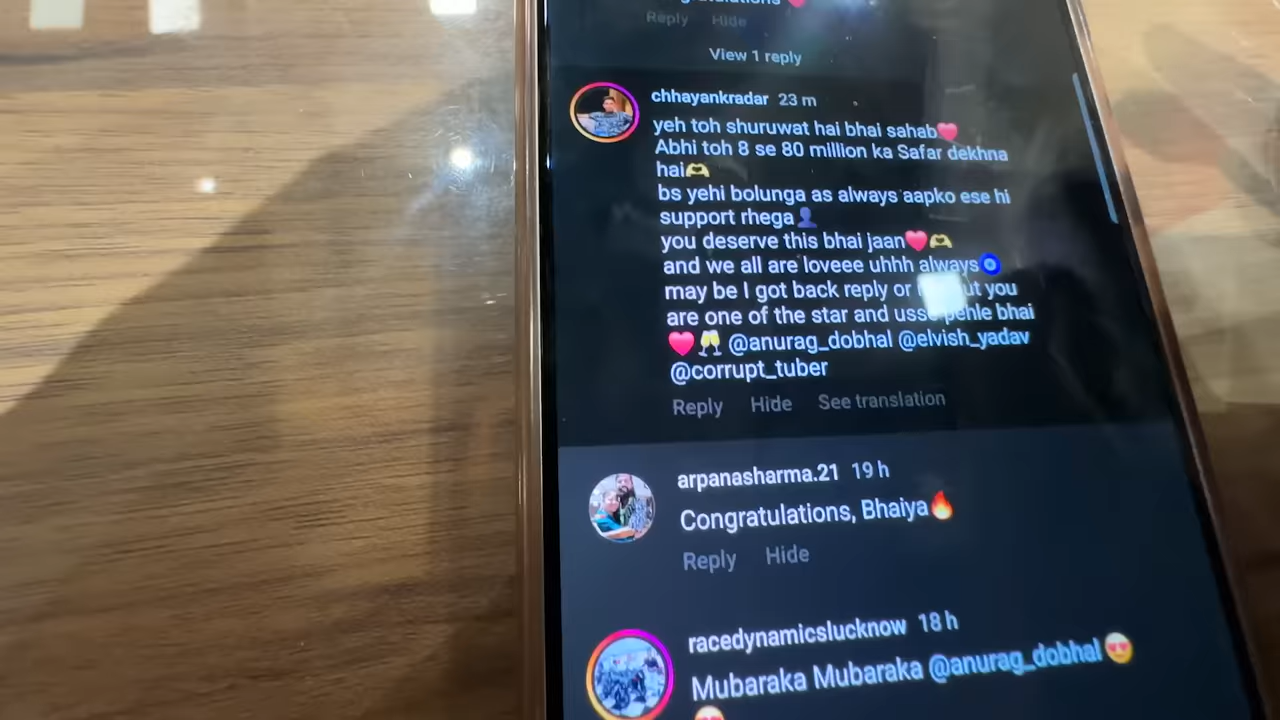 Reply Hide
View 1 reply
chhayankradar 23 m
yeh toh shuruwat hai bhai sahab❤️
Abhi toh 8 se 80 million ka Safar dekhna
hai🫶
bs yehi bolunga as always aapko ese hi
support rhega👤
you deserve this bhai jaan❤️🫶
and we all are loveee uhhh always🧿
may be I got back reply or you
are one of the star and usse pehle bhai
❤️🥂 @anurag_dobhal @elvish_yadav
@corrupt_tuber
Reply Hide See translation
arpanasharma.21 19 h
Congratulations, Bhaiya🔥
Reply Hide
racedynamicslucknow 18 h
Mubaraka Mubaraka @anurag_dobhal😍
😍